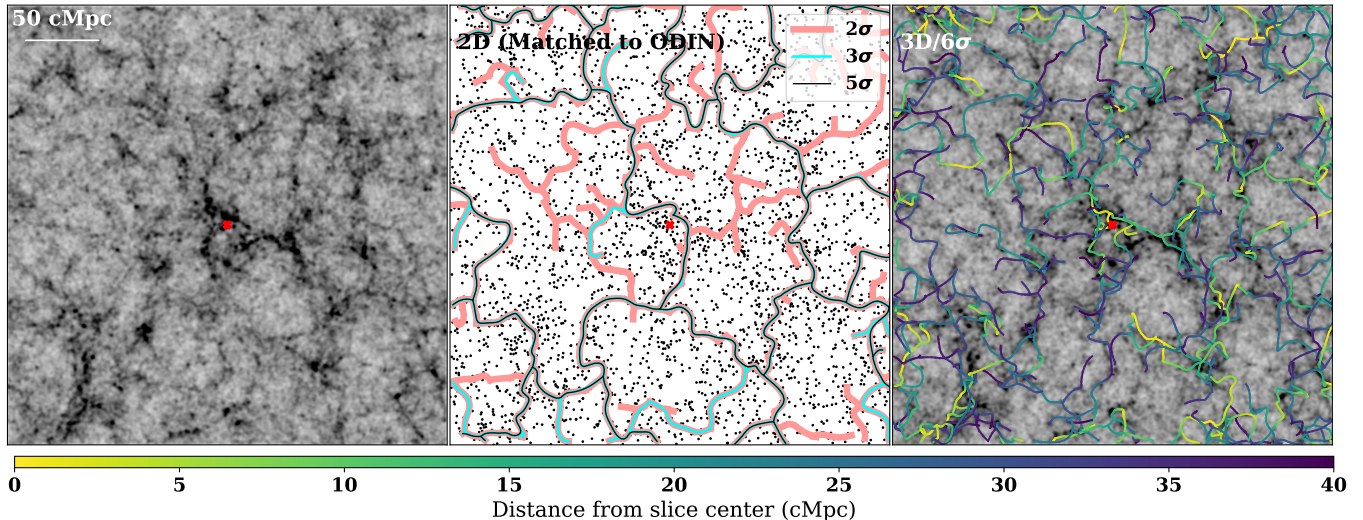 50 cMpc
2D (Matched to ODIN)
2σ
3σ
5σ
3D/6σ
0 5 10 15 20 25 30 35 40
Distance from slice center (cMpc)